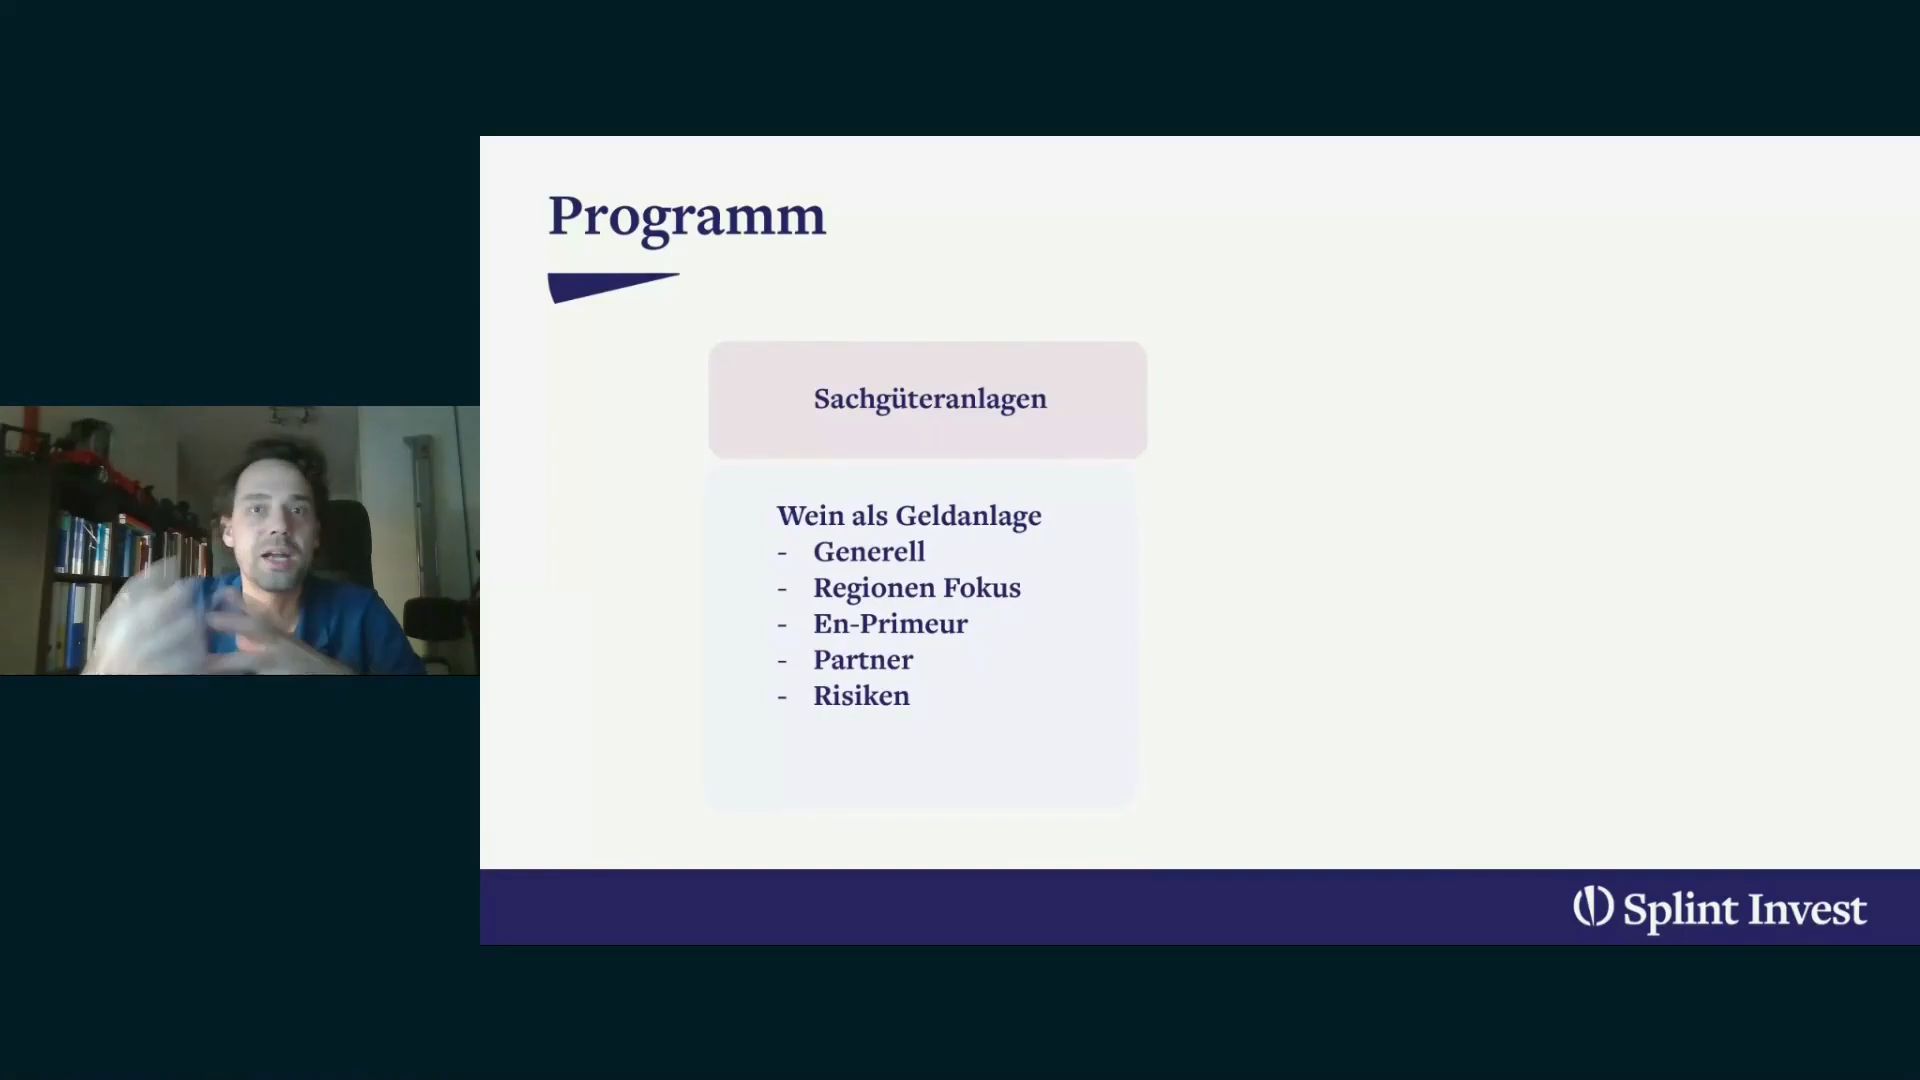 Programm
Sachgüteranlagen
Wein als Geldanlage
- Generell
- Regionen Fokus
- En-Primeur
- Partner
- Risiken
Splint Invest